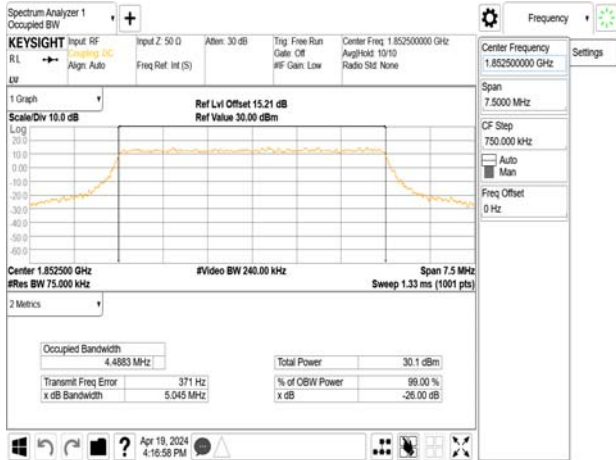 Spectrum Analyzer 1
Occupied BW
Frequency
KEYSIGHT
Input: RF
Coupling: DC
Align: Auto
Input Z: 50 Ω
Freq Ref: Int (S)
Atten: 30 dB
Trig: Free Run
Gate: Off
#IF Gain: Low
Center Freq: 1.852500000 GHz
Avg|Hold: 10/10
Radio Std: None
RL
Center Frequency
1.852500000 GHz
Settings
Span
7.5000 MHz
CF Step
750.000 kHz
Auto
Man
Freq Offset
0 Hz
1 Graph
Scale/Div 10.0 dB
Ref Lvl Offset 15.21 dB
Ref Value 30.00 dBm
Log
20.0
10.0
0.00
-10.0
-20.0
-30.0
-40.0
-50.0
-60.0
Center 1.852500 GHz
#Res BW 75.000 kHz
#Video BW 240.00 kHz
Span 7.5 MHz
Sweep 1.33 ms (1001 pts)
2 Metrics
Occupied Bandwidth
4.4883 MHz
Total Power 30.1 dBm
Transmit Freq Error 371 Hz
% of OBW Power 99.00 %
x dB Bandwidth 5.045 MHz
x dB -26.00 dB
Apr 19, 2024
4:16:58 PM